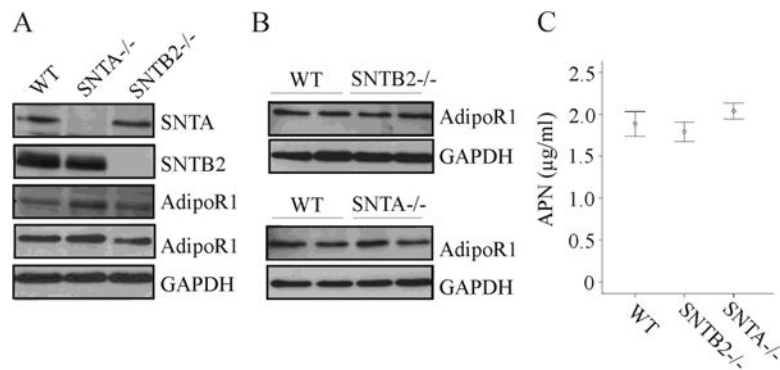 A
WT
SNTA-/-
SNTB2-/-
SNTA
SNTB2
AdipoR1
AdipoR1
GAPDH
B
WT SNTB2-/-
AdipoR1
GAPDH
WT SNTA-/-
AdipoR1
GAPDH
C
APN (µg/ml)
2.5
2.0
1.5
1.0
0.5
0
WT
SNTB2-/-
SNTA-/-